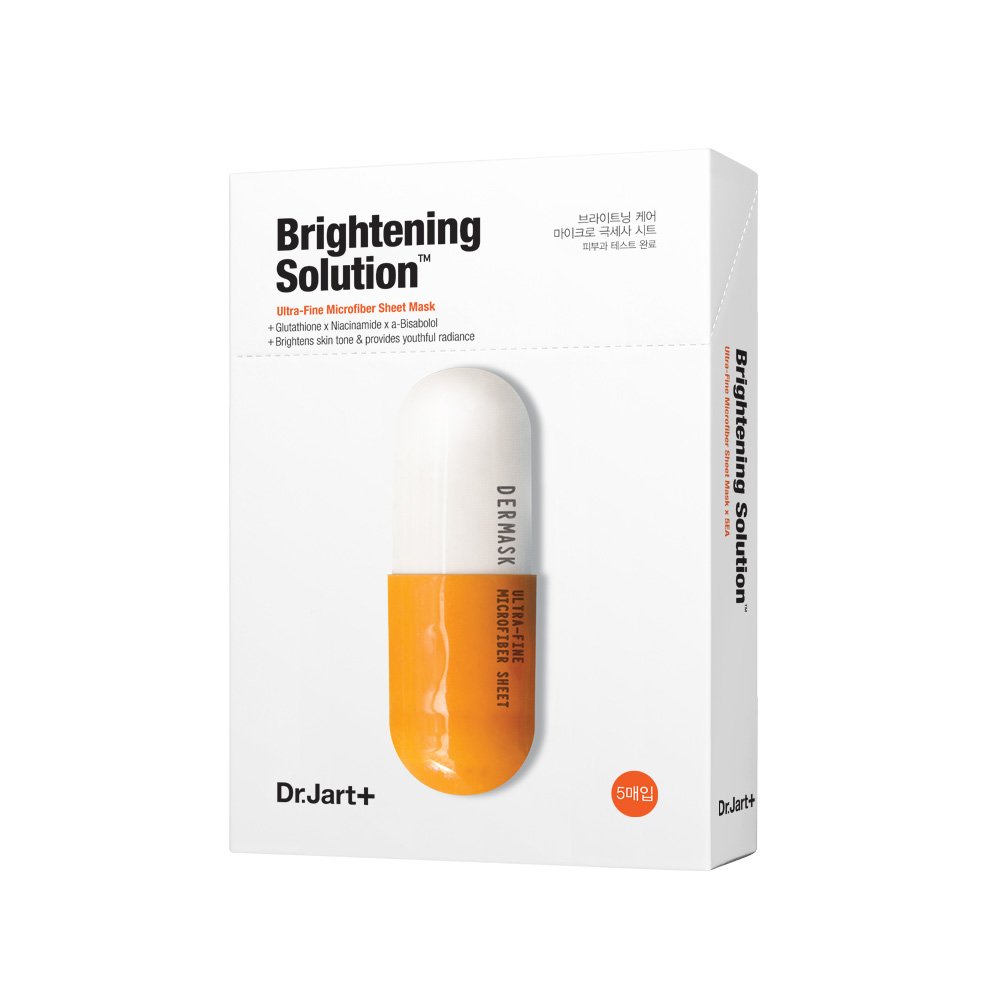 Brightening
Solution™
Ultra-Fine Microfiber Sheet Mask
+ Glutathione x Niacinamide x a-Bisabolol
+ Brightens skin tone & provides youthful radiance
브라이트닝 케어
마이크로 극세사 시트
피부과 테스트 완료
DERMASK
ULTRA-FINE
MICROFIBER SHEET
Dr.Jart+
5매입
Brightening Solution™
Ultra-Fine Microfiber Sheet Mask x 5EA
Dr.Jart+